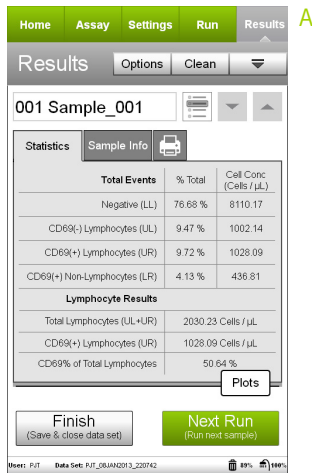 Home Assay Settings Run Results A
Results Options Clean
001 Sample_001
Statistics Sample Info
Total Events % Total Cell Conc
(Cells / µL)
Negative (LL) 76.68 % 8110.17
CD69(-) Lymphocytes (UL) 9.47 % 1002.14
CD69(+) Lymphocytes (UR) 9.72 % 1028.09
CD69(+) Non-Lymphocytes (LR) 4.13 % 436.81
Lymphocyte Results
Total Lymphocytes (UL+UR) 2030.23 Cells / µL
CD69(+) Lymphocytes (UR) 1028.09 Cells / µL
CD69% of Total Lymphocytes 50.64 %
Plots
Finish Next Run
(Save & close data set) (Run next sample)
User: PJT Data Set: PJT_08JAN2013_220742 89% 100%